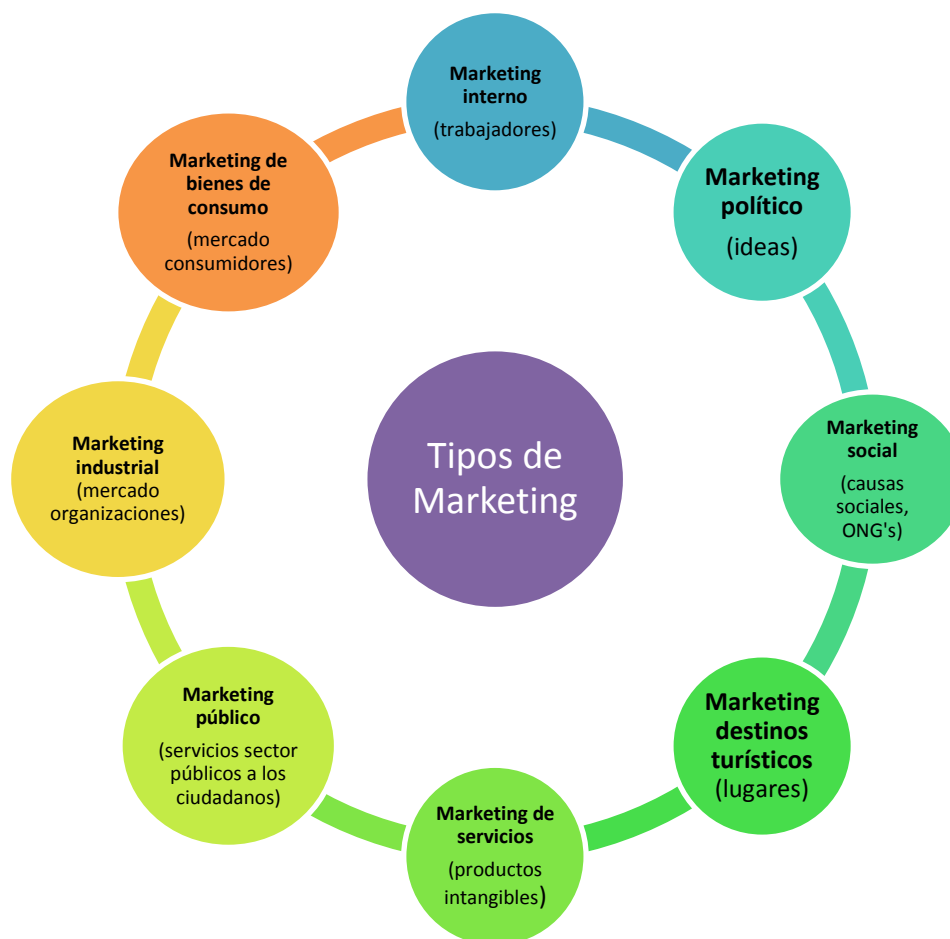 Marketing
interno
(trabajadores)
Marketing
político
(ideas)
Marketing
social
(causas
sociales,
ONG's)
Marketing
destinos
turísticos
(lugares)
Marketing de
servicios
(productos
intangibles)
Marketing
público
(servicios sector
públicos a los
ciudadanos)
Marketing
industrial
(mercado
organizaciones)
Marketing de
bienes de
consumo
(mercado
consumidores)
Tipos de
Marketing